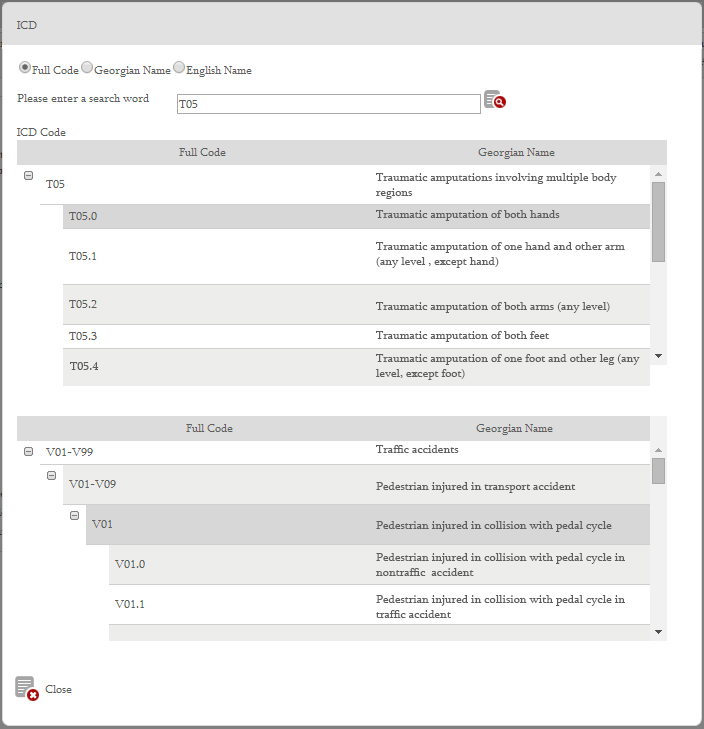 ICD
Full Code Georgian Name English Name
Please enter a search word T05
ICD Code
Full Code Georgian Name
T05 Traumatic amputations involving multiple body
regions
T05.0 Traumatic amputation of both hands
T05.1 Traumatic amputation of one hand and other arm
(any level , except hand)
T05.2 Traumatic amputation of both arms (any level)
T05.3 Traumatic amputation of both feet
T05.4 Traumatic amputation of one foot and other leg (any
level, except foot)
Full Code Georgian Name
V01-V99 Traffic accidents
V01-V09 Pedestrian injured in transport accident
V01 Pedestrian injured in collision with pedal cycle
V01.0 Pedestrian injured in collision with pedal cycle in
nontraffic accident
V01.1 Pedestrian injured in collision with pedal cycle in
traffic accident
Close